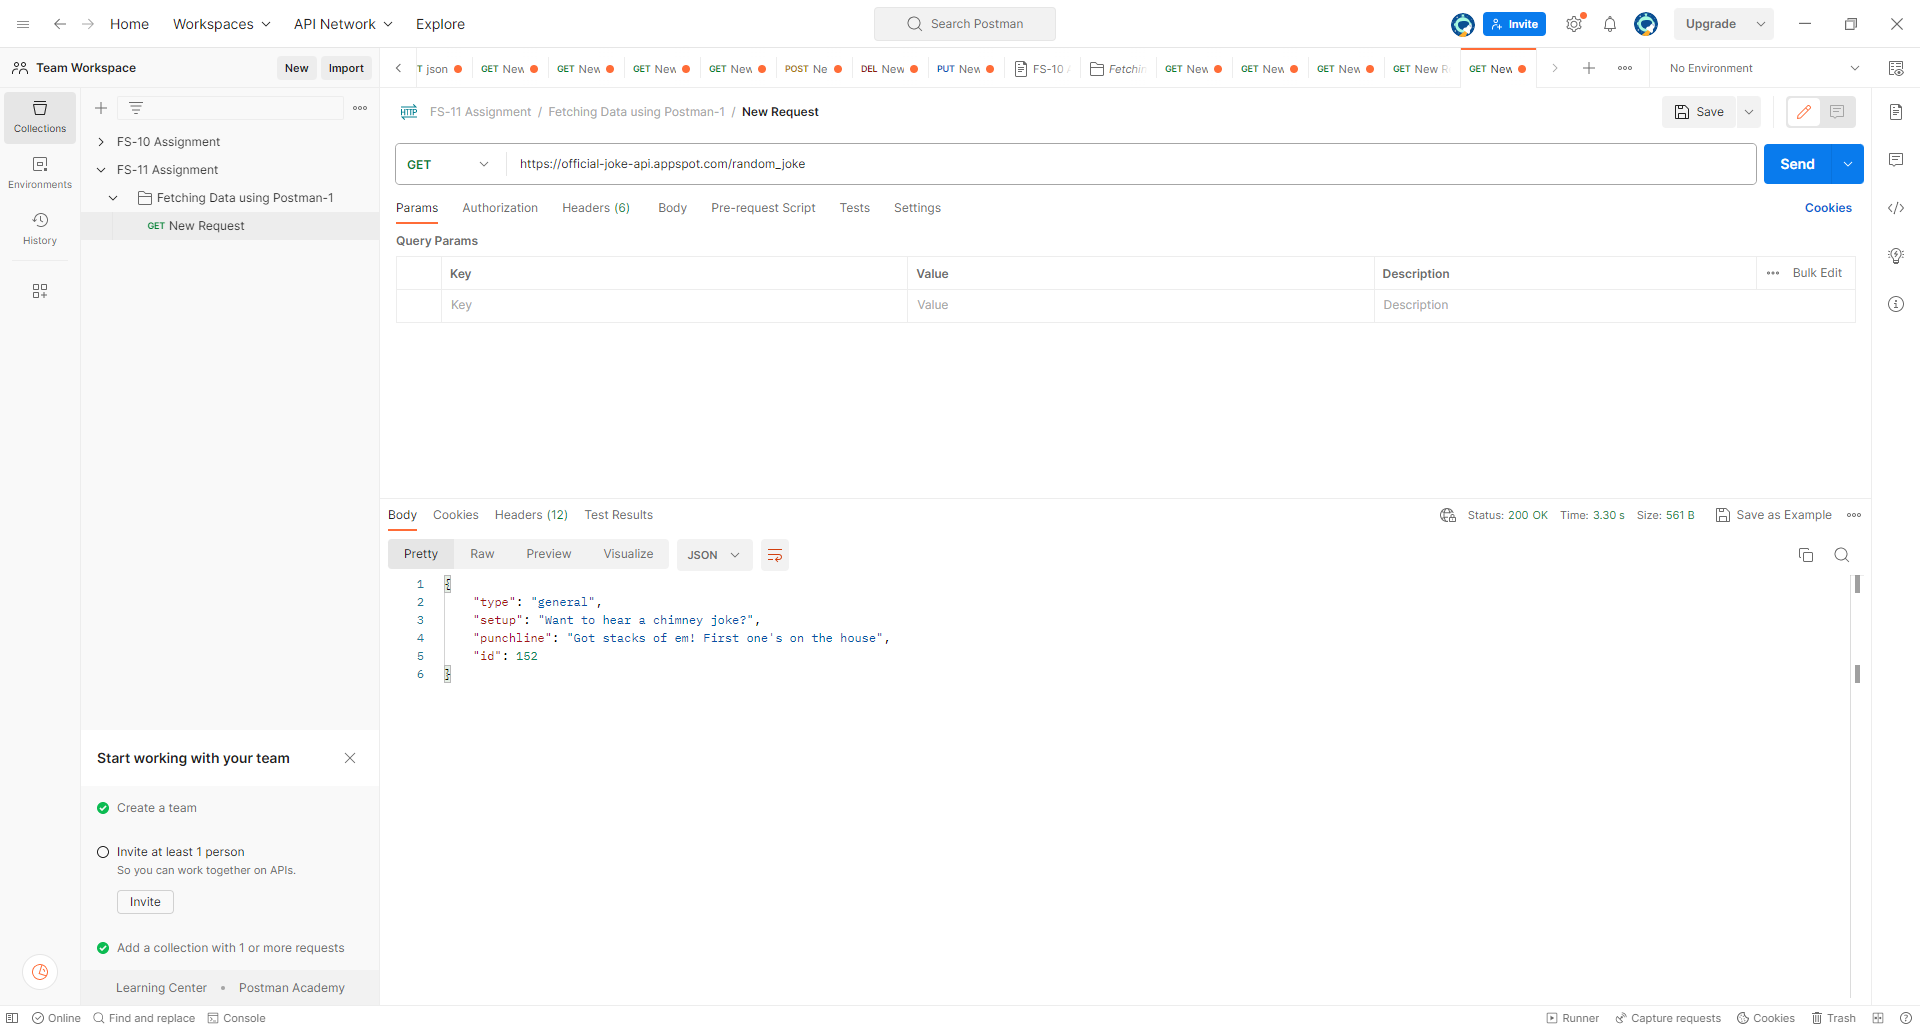 Home Workspaces API Network Explore Search Postman Invite Upgrade
Team Workspace New Import
json GET New GET New GET New GET New POST Ne DEL New PUT New FS-10 Fetchin GET New GET New GET New GET New R GET New No Environment
Collections
Environments
History
FS-10 Assignment
FS-11 Assignment
Fetching Data using Postman-1
GET New Request
FS-11 Assignment / Fetching Data using Postman-1 / New Request Save
GET https://official-joke-api.appspot.com/random_joke Send
Params Authorization Headers (6) Body Pre-request Script Tests Settings Cookies
Query Params
Key Value Description Bulk Edit
Key Value Description
Body Cookies Headers (12) Test Results Status: 200 OK Time: 3.30 s Size: 561 B Save as Example
Pretty Raw Preview Visualize JSON
1 {
2 "type": "general",
3 "setup": "Want to hear a chimney joke?",
4 "punchline": "Got stacks of em! First one's on the house",
5 "id": 152
6 }
Start working with your team
Create a team
Invite at least 1 person
So you can work together on APIs.
Invite
Add a collection with 1 or more requests
Learning Center • Postman Academy
Online Find and replace Console Runner Capture requests Cookies Trash